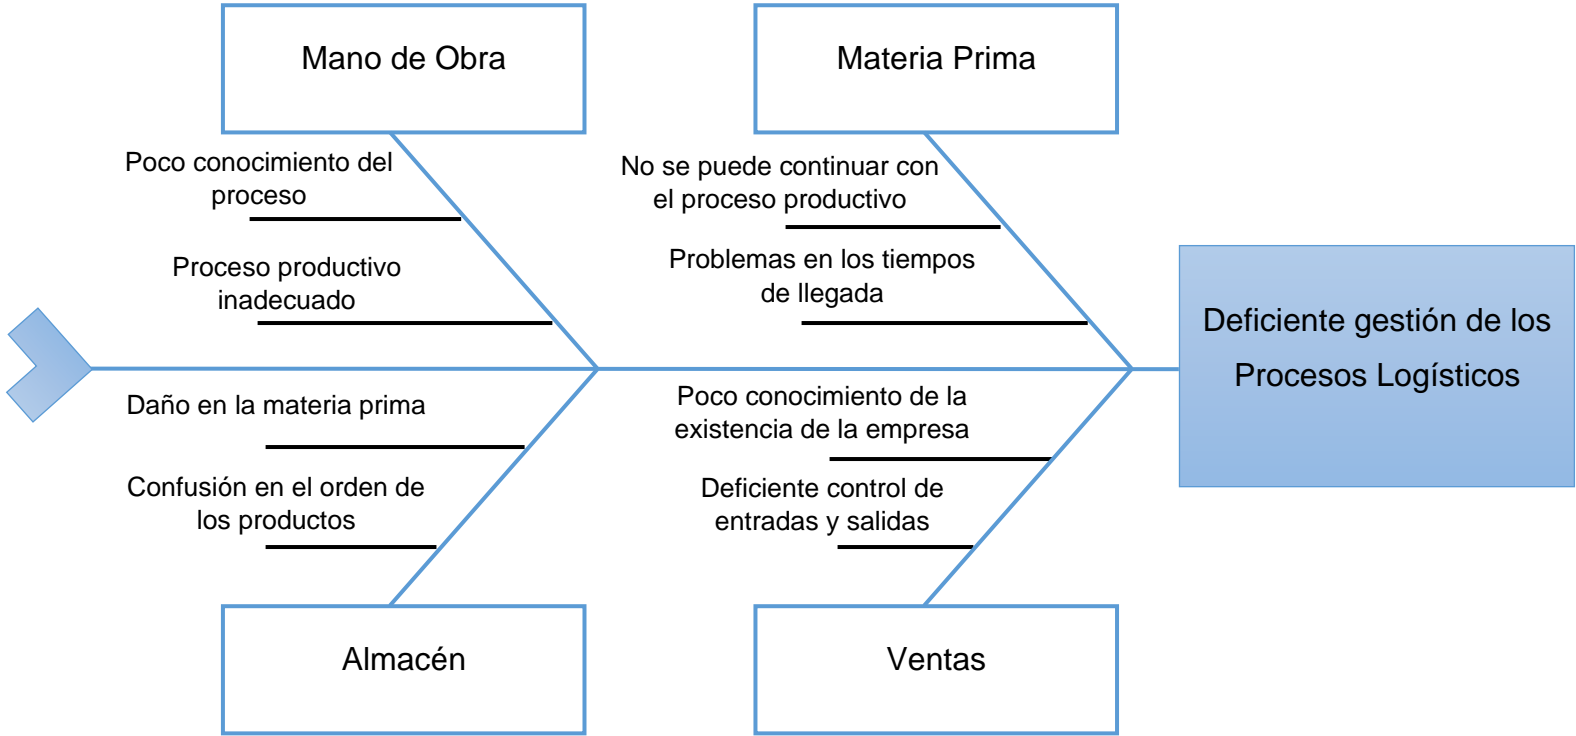 Mano de Obra
Materia Prima
Poco conocimiento del
proceso
Proceso productivo
inadecuado
No se puede continuar con
el proceso productivo
Problemas en los tiempos
de llegada
Deficiente gestión de los
Procesos Logísticos
Daño en la materia prima
Confusión en el orden de
los productos
Poco conocimiento de la
existencia de la empresa
Deficiente control de
entradas y salidas
Almacén
Ventas